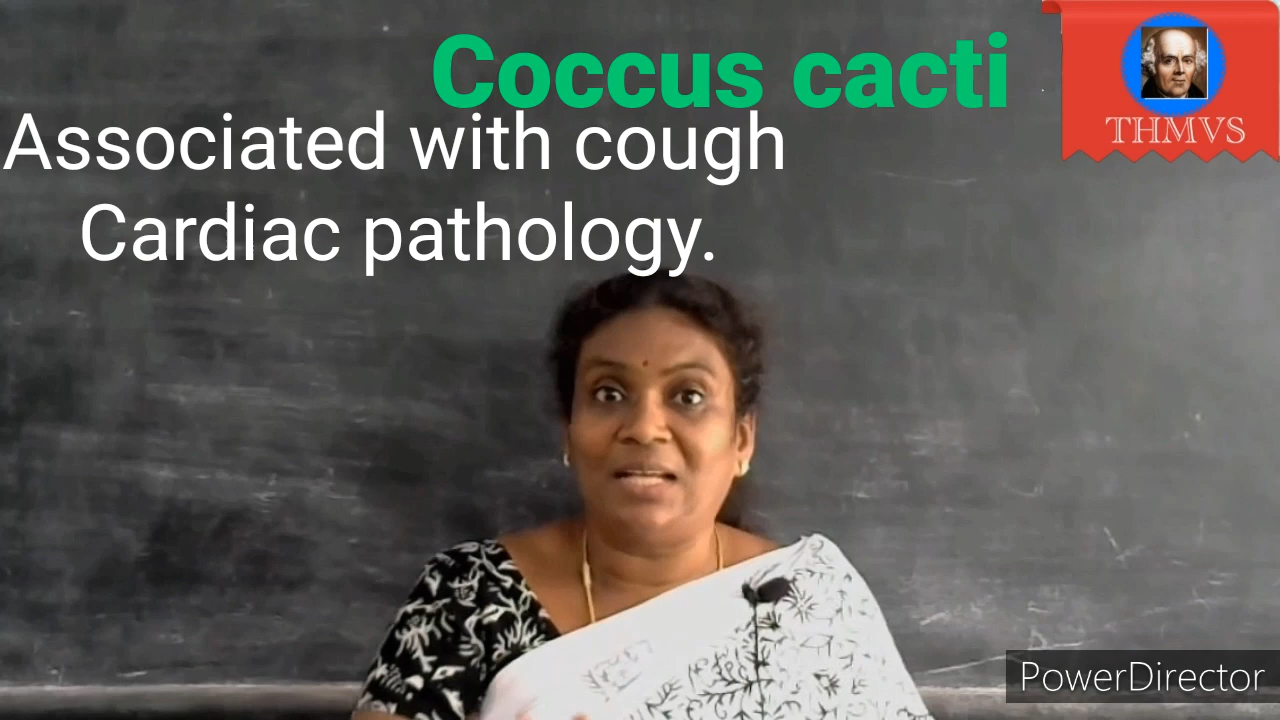 Coccus cacti
THMVS
Associated with cough
Cardiac pathology.
PowerDirector